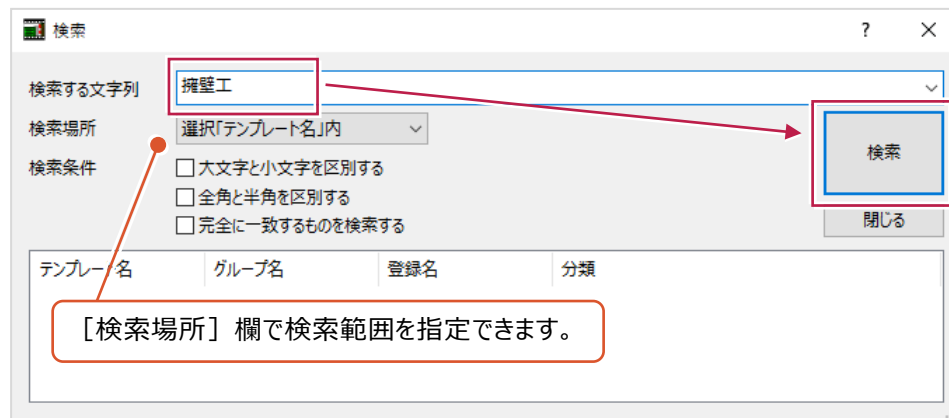 検索
? ×
検索する文字列 擁壁工
検索場所 選択「テンプレート名」内
検索
検索条件 大文字と小文字を区別する
全角と半角を区別する
完全に一致するものを検索する
閉じる
テンプレート名 グループ名 登録名 分類
［検索場所］欄で検索範囲を指定できます。